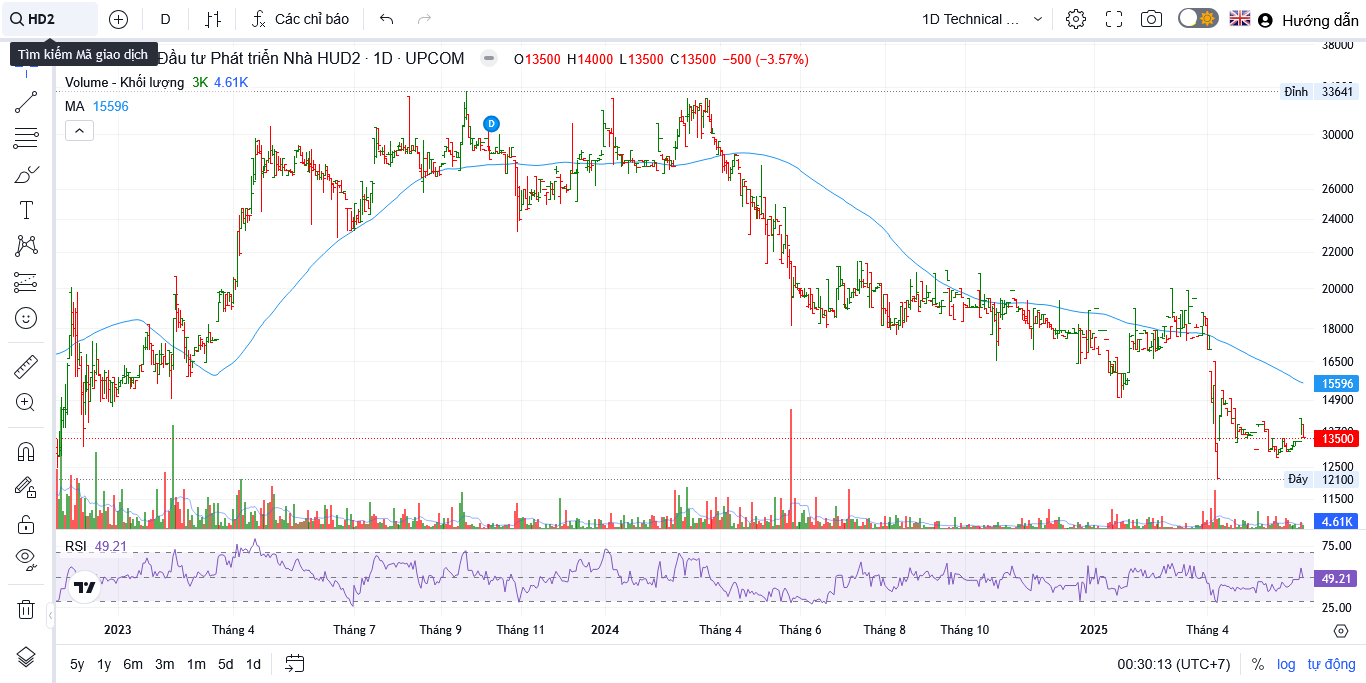 HD2 D Các chỉ báo 1D Technical ... Hướng dẫn
Tìm kiếm Mã giao dịch
Đầu tư Phát triển Nhà HUD2 · 1D · UPCOM O13500 H14000 L13500 C13500 −500 (−3.57%)
Volume - Khối lượng 3K 4.61K
MA 15596
D
38000
Đỉnh 33641
30000
26000
24000
22000
20000
18000
16500
15596
14900
13500
12500
Đáy 12100
11500
4.61K
RSI 49.21
75.00
49.21
25.00
2023 Tháng 4 Tháng 7 Tháng 9 Tháng 11 2024 Tháng 4 Tháng 6 Tháng 8 Tháng 10 2025 Tháng 4
5y 1y 6m 3m 1m 5d 1d 00:30:13 (UTC+7) % log tự động